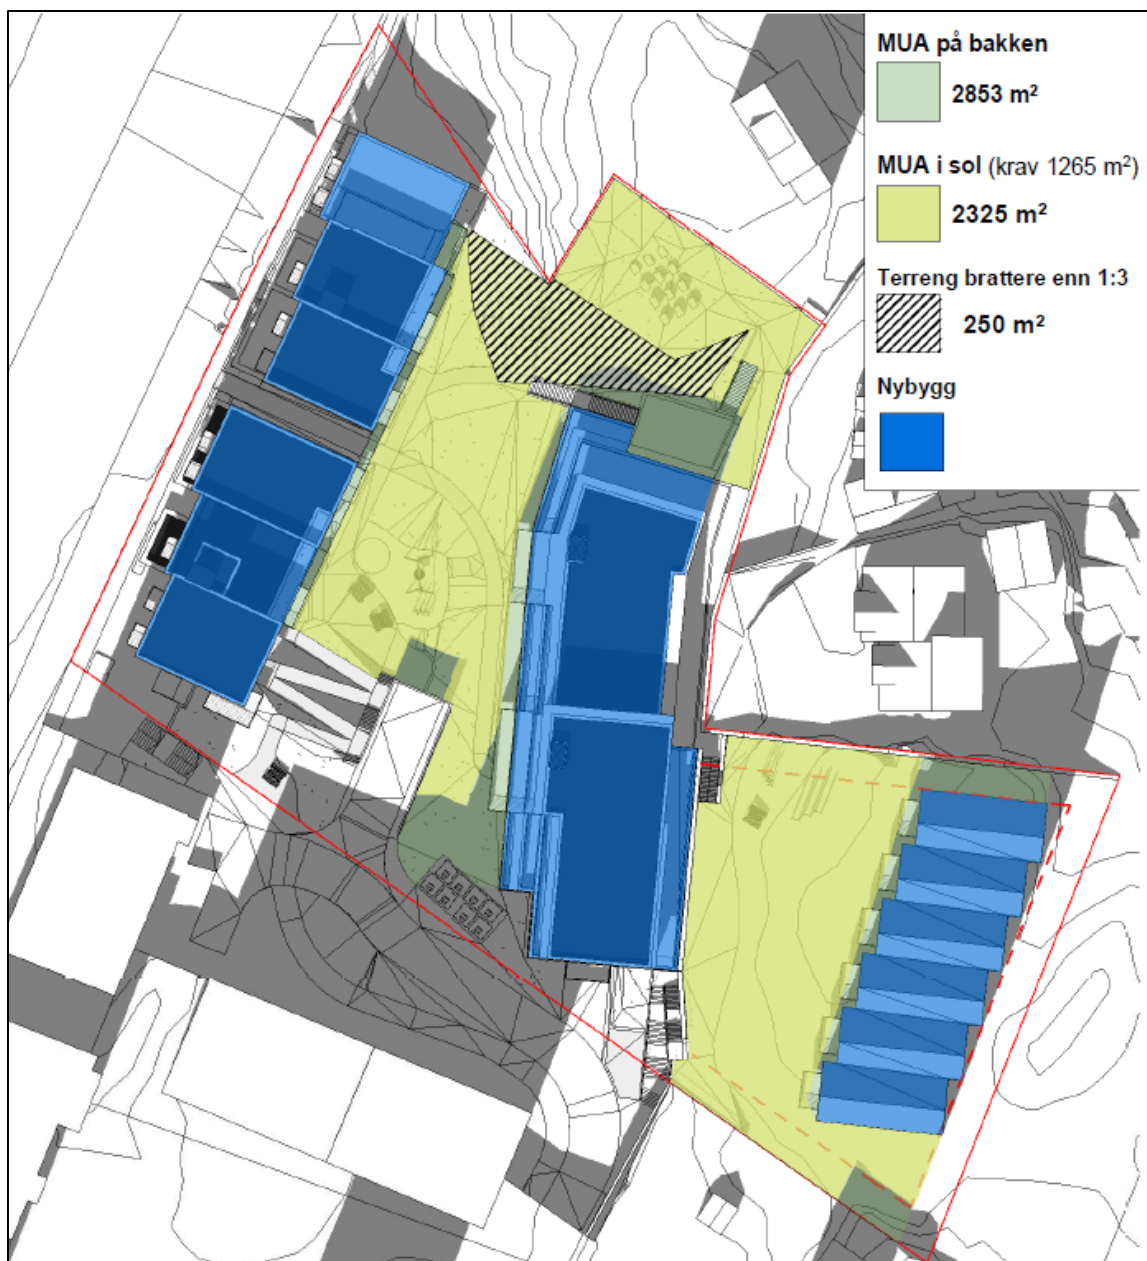 MUA på bakken
2853 m²
MUA i sol (krav 1265 m²)
2325 m²
Terreng brattere enn 1:3
250 m²
Nybygg